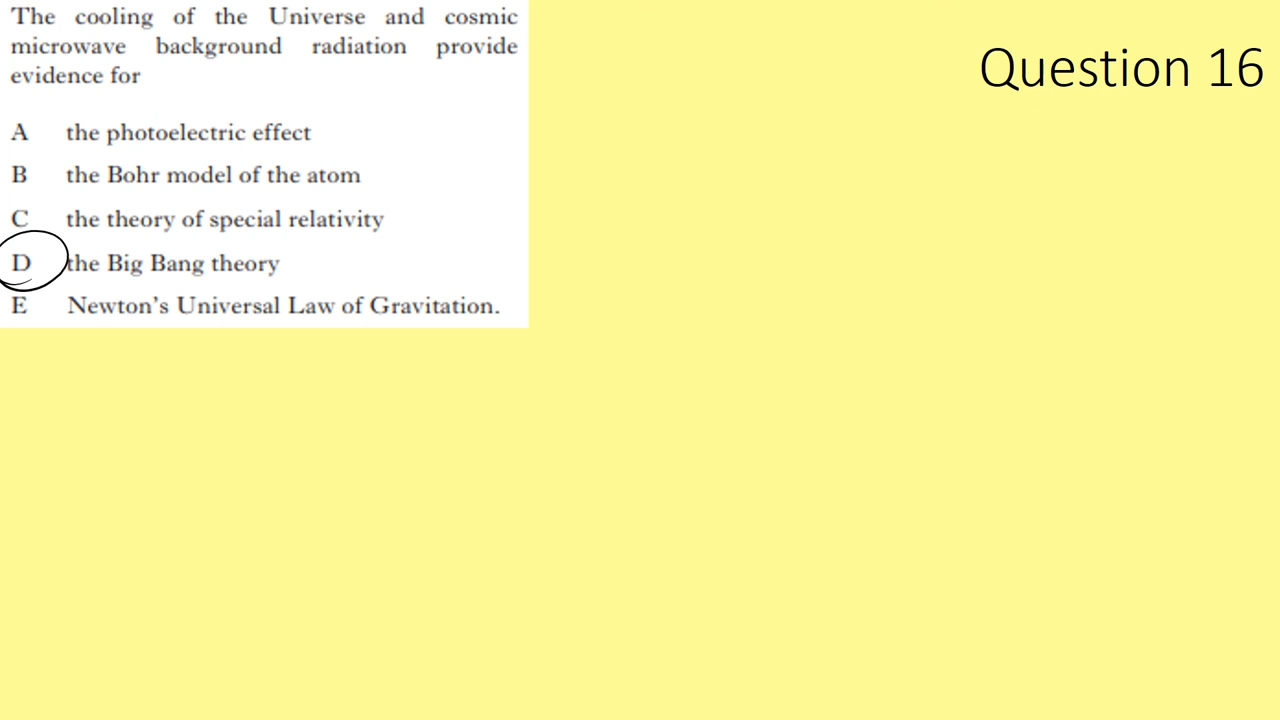 The cooling of the Universe and cosmic
microwave background radiation provide
evidence for
A the photoelectric effect
B the Bohr model of the atom
C the theory of special relativity
D the Big Bang theory
E Newton's Universal Law of Gravitation.
Question 16